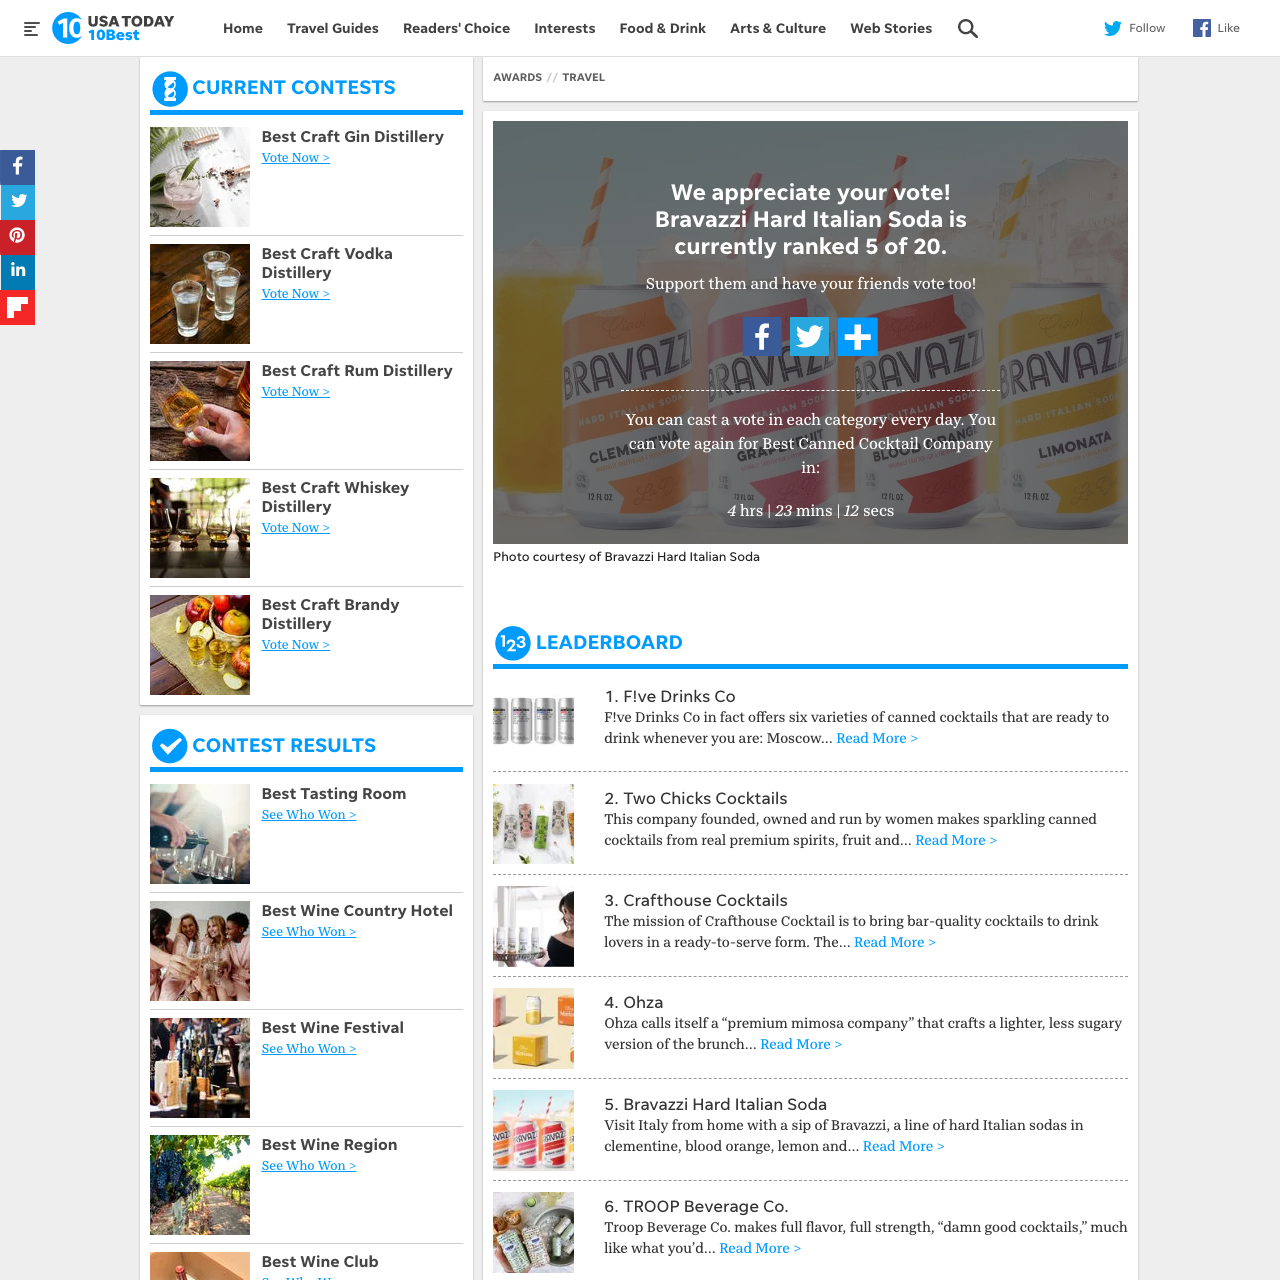 USA TODAY
10Best
Home
Travel Guides
Readers' Choice
Interests
Food & Drink
Arts & Culture
Web Stories
Follow
Like
CURRENT CONTESTS
Best Craft Gin Distillery
Vote Now >
Best Craft Vodka
Distillery
Vote Now >
Best Craft Rum Distillery
Vote Now >
Best Craft Whiskey
Distillery
Vote Now >
Best Craft Brandy
Distillery
Vote Now >
CONTEST RESULTS
Best Tasting Room
See Who Won >
Best Wine Country Hotel
See Who Won >
Best Wine Festival
See Who Won >
Best Wine Region
See Who Won >
Best Wine Club
AWARDS // TRAVEL
We appreciate your vote!
Bravazzi Hard Italian Soda is
currently ranked 5 of 20.
Support them and have your friends vote too!
You can cast a vote in each category every day. You
can vote again for Best Canned Cocktail Company
in:
4 hrs | 23 mins | 12 secs
BRAVAZZI
HARD ITALIAN SODA
CLEMENTINA
12 FL OZ
GRAPEFRUIT
BLOOD ORANGE
LIMONATA
Photo courtesy of Bravazzi Hard Italian Soda
123 LEADERBOARD
1. F!ve Drinks Co
F!ve Drinks Co in fact offers six varieties of canned cocktails that are ready to
drink whenever you are: Moscow... Read More >
2. Two Chicks Cocktails
This company founded, owned and run by women makes sparkling canned
cocktails from real premium spirits, fruit and... Read More >
3. Crafthouse Cocktails
The mission of Crafthouse Cocktail is to bring bar-quality cocktails to drink
lovers in a ready-to-serve form. The... Read More >
4. Ohza
Ohza calls itself a “premium mimosa company” that crafts a lighter, less sugary
version of the brunch... Read More >
5. Bravazzi Hard Italian Soda
Visit Italy from home with a sip of Bravazzi, a line of hard Italian sodas in
clementine, blood orange, lemon and... Read More >
6. TROOP Beverage Co.
Troop Beverage Co. makes full flavor, full strength, “damn good cocktails,” much
like what you’d... Read More >